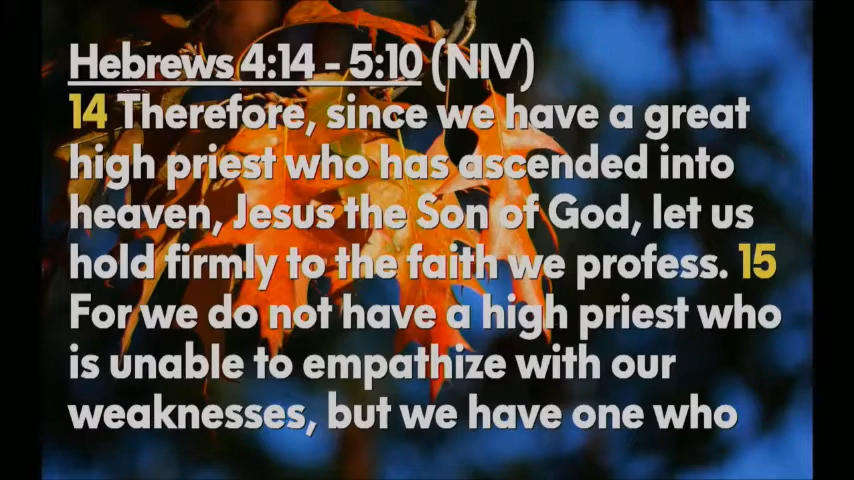 Hebrews 4:14 - 5:10 (NIV)
14 Therefore, since we have a great
high priest who has ascended into
heaven, Jesus the Son of God, let us
hold firmly to the faith we profess. 15
For we do not have a high priest who
is unable to empathize with our
weaknesses, but we have one who